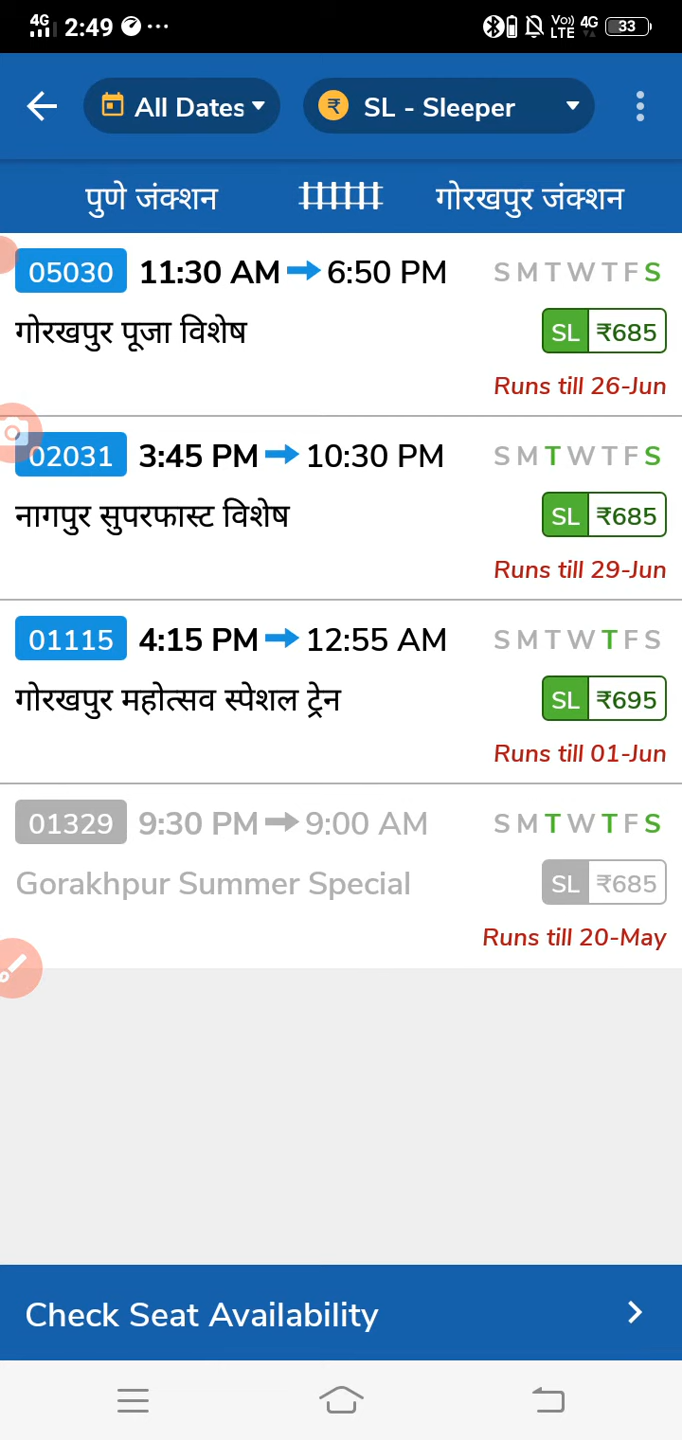 4G 2:49 ... Vo)) LTE 4G 33
All Dates ₹ SL - Sleeper
पुणे जंक्शन गोरखपुर जंक्शन
05030 11:30 AM 6:50 PM S M T W T F S
गोरखपुर पूजा विशेष SL ₹685
Runs till 26-Jun
02031 3:45 PM 10:30 PM S M T W T F S
नागपुर सुपरफास्ट विशेष SL ₹685
Runs till 29-Jun
01115 4:15 PM 12:55 AM S M T W T F S
गोरखपुर महोत्सव स्पेशल ट्रेन SL ₹695
Runs till 01-Jun
01329 9:30 PM 9:00 AM S M T W T F S
Gorakhpur Summer Special SL ₹685
Runs till 20-May
Check Seat Availability